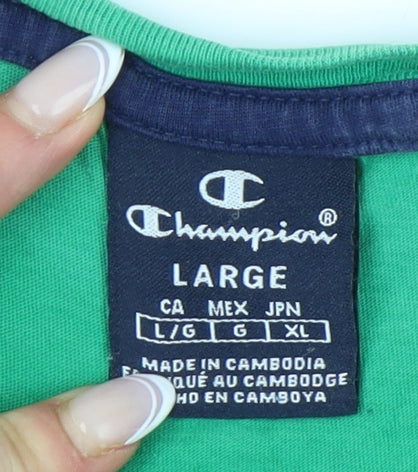 Champion®
LARGE
CA MEX JPN
L/G G XL
MADE IN CAMBODIA
AU CAMBODGE
EN CAMBOYA